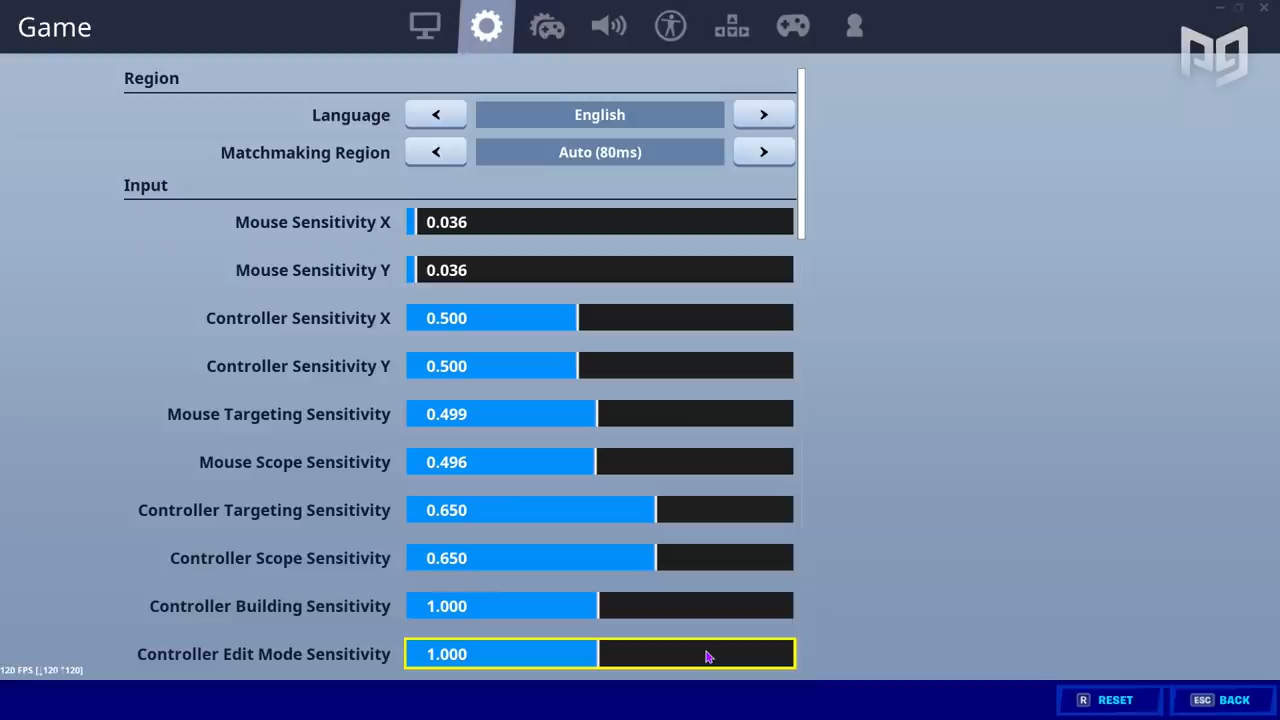 Game
Region
Language
<
English
>
Matchmaking Region
<
Auto (80ms)
>
Input
Mouse Sensitivity X
0.036
Mouse Sensitivity Y
0.036
Controller Sensitivity X
0.500
Controller Sensitivity Y
0.500
Mouse Targeting Sensitivity
0.499
Mouse Scope Sensitivity
0.496
Controller Targeting Sensitivity
0.650
Controller Scope Sensitivity
0.650
Controller Building Sensitivity
1.000
Controller Edit Mode Sensitivity
1.000
R RESET
ESC BACK